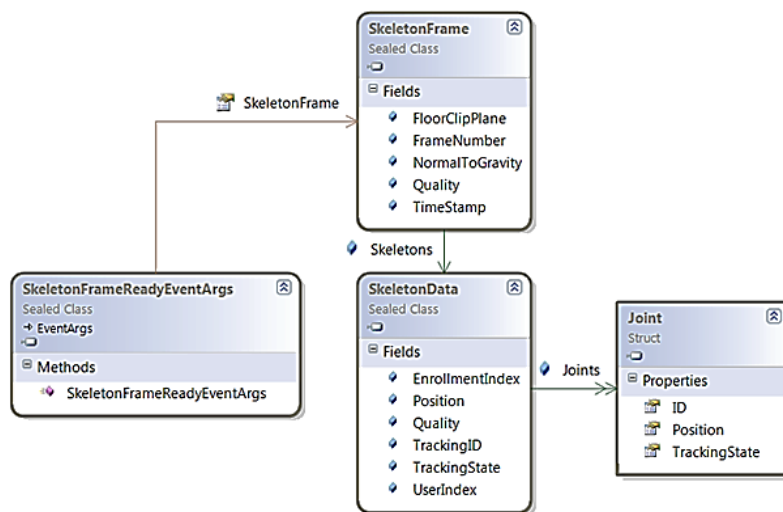 SkeletonFrame
Sealed Class
Fields
FloorClipPlane
FrameNumber
NormalToGravity
Quality
TimeStamp
SkeletonFrame
Skeletons
SkeletonFrameReadyEventArgs
Sealed Class
EventArgs
Methods
SkeletonFrameReadyEventArgs
SkeletonData
Sealed Class
Fields
EnrollmentIndex
Position
Quality
TrackingID
TrackingState
UserIndex
Joints
Joint
Struct
Properties
ID
Position
TrackingState